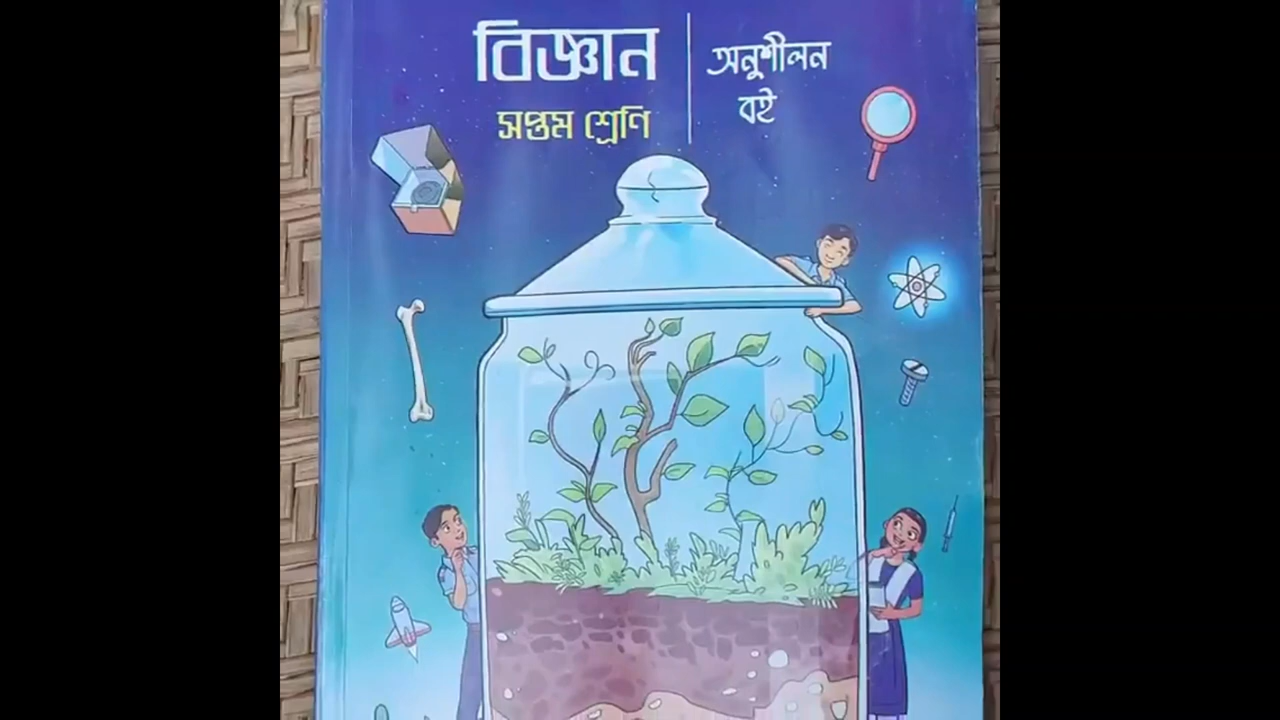 বিজ্ঞান
সপ্তম শ্রেণি
অনুশীলন
বই